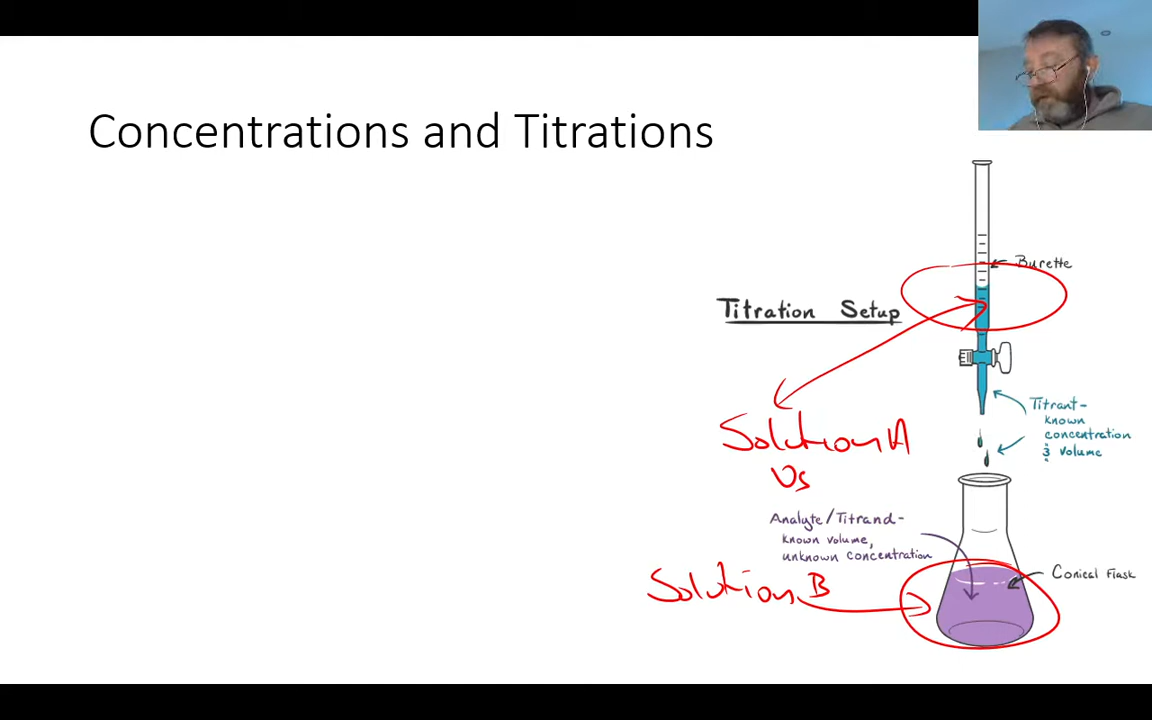 Concentrations and Titrations
Burette
Titration Setup
Titrant-
known
concentration
& volume
Solution A
Vs
Analyte/Titrand-
known volume,
unknown concentration
Conical Flask
Solution B